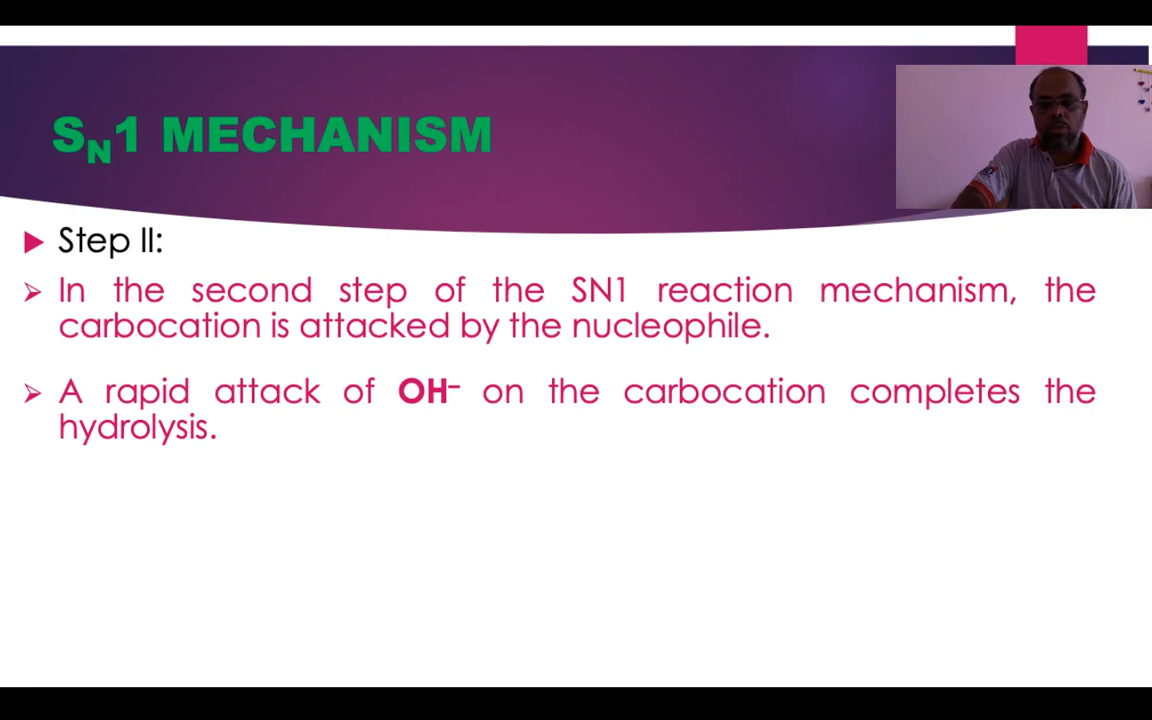 S_N1 MECHANISM
Step II:
In the second step of the SN1 reaction mechanism, the
carbocation is attacked by the nucleophile.
A rapid attack of OH⁻ on the carbocation completes the
hydrolysis.